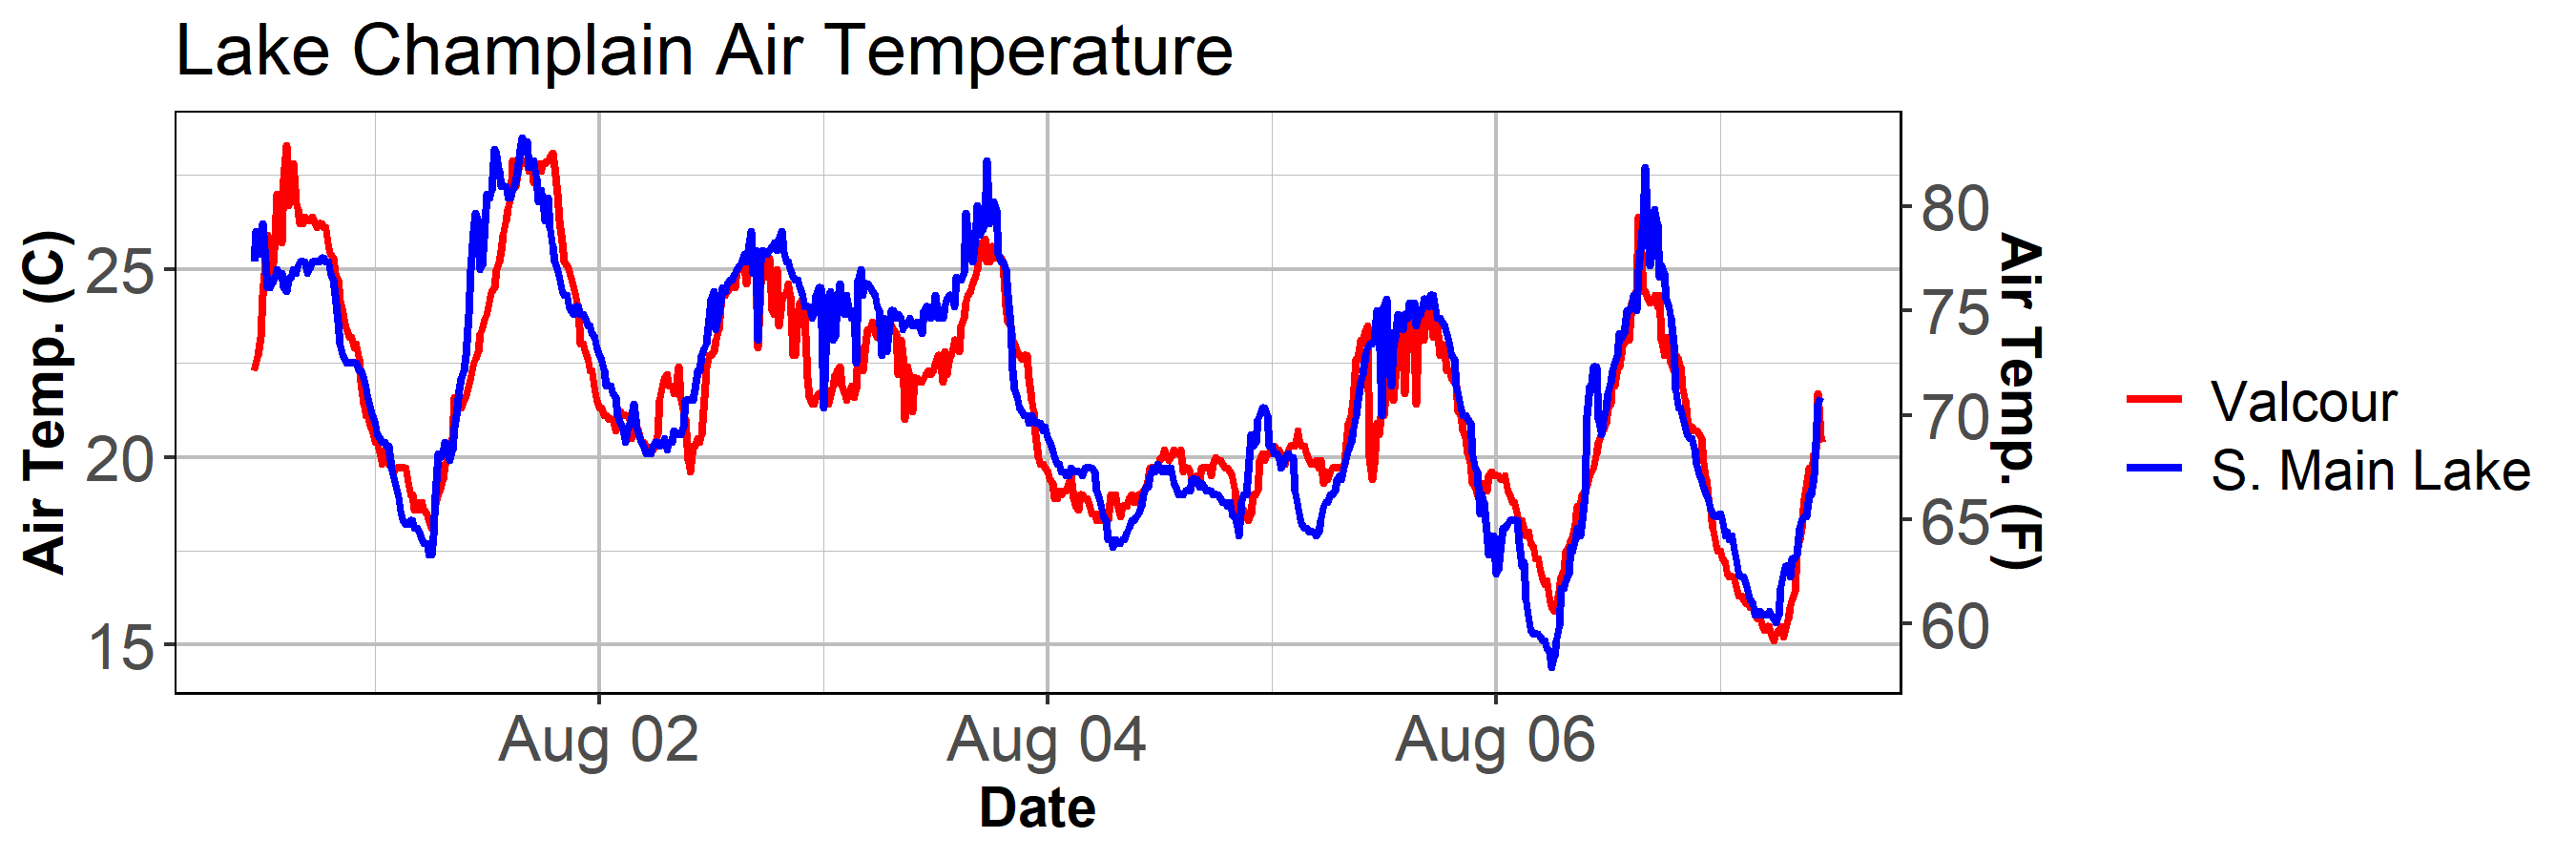 Lake Champlain Air Temperature
Air Temp. (C)
25
20
15
80
75
70
65
60
Air Temp. (F)
Aug 02
Aug 04
Aug 06
Date
Valcour
S. Main Lake